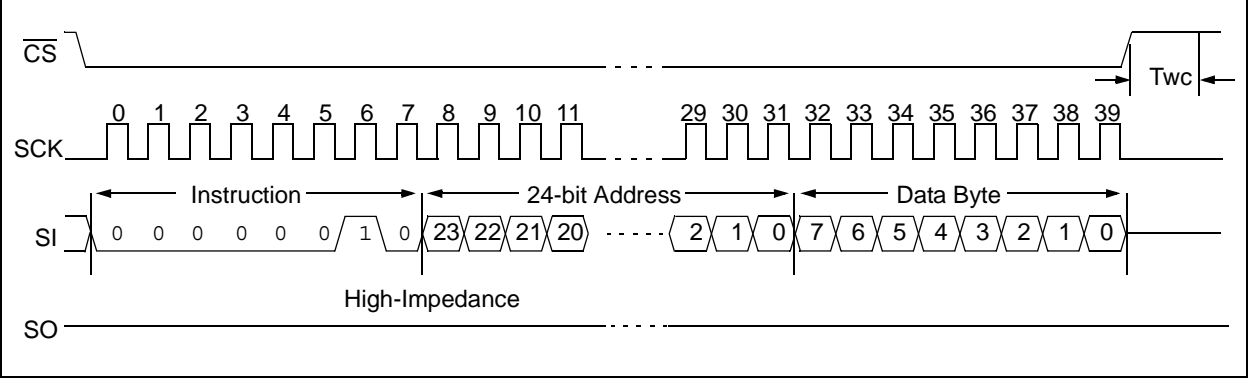 CS
Twc
0 1 2 3 4 5 6 7 8 9 10 11 29 30 31 32 33 34 35 36 37 38 39
SCK
Instruction 24-bit Address Data Byte
SI 0 0 0 0 0 0 1 0 23 22 21 20 2 1 0 7 6 5 4 3 2 1 0
High-Impedance
SO